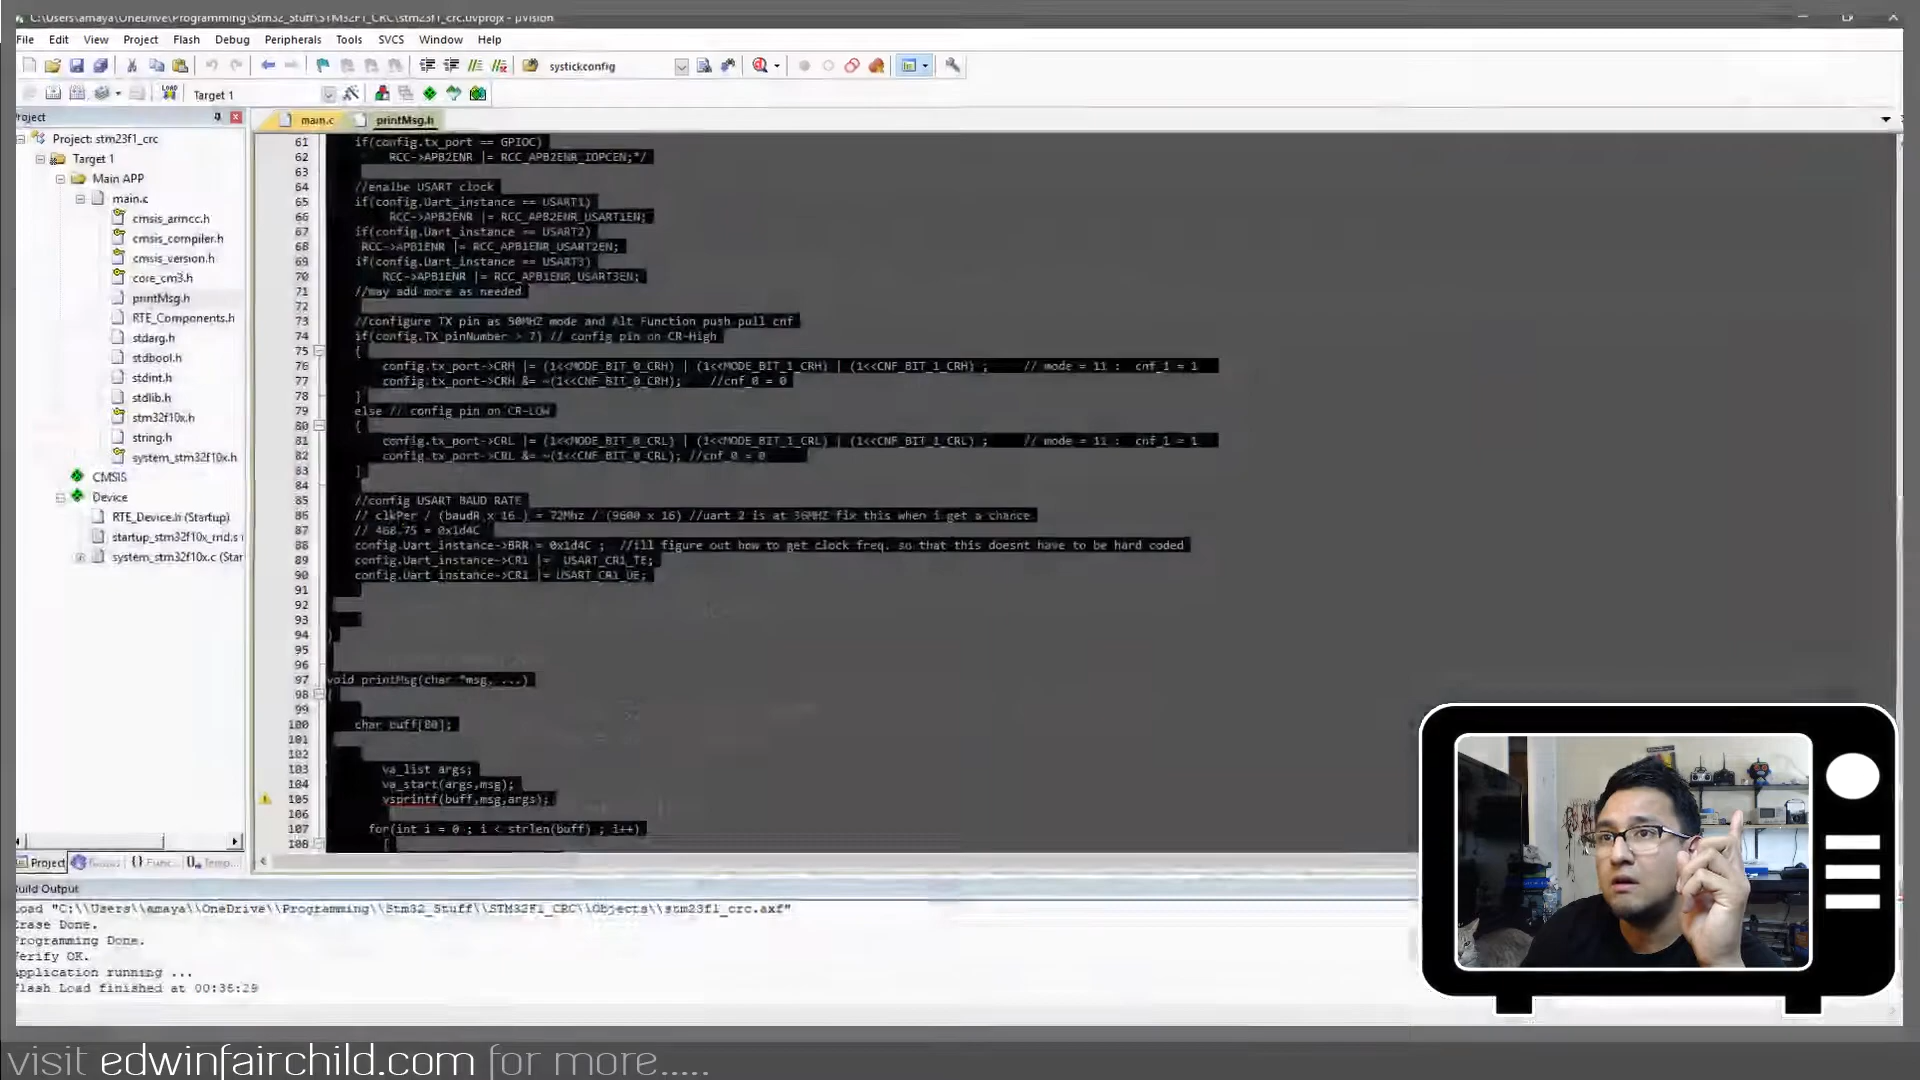 C:\Users\amaya\OneDrive\Programming\Stm32_Stuff\STM32F1_CRC\stm23f1_crc.uvprojx - µVision
File Edit View Project Flash Debug Peripherals Tools SVCS Window Help
systickconfig
LOAD Target 1
roject
main.c printMsg.h
Project: stm23f1_crc
Target 1
Main APP
main.c
cmsis_armcc.h
cmsis_compiler.h
cmsis_version.h
core_cm3.h
printMsg.h
RTE_Components.h
stdarg.h
stdbool.h
stdint.h
stdlib.h
stm32f10x.h
string.h
system_stm32f10x.h
CMSIS
Device
RTE_Device.h (Startup)
startup_stm32f10x_md.s
system_stm32f10x.c (Star
Project
Func...
Temp...
61 if(config.tx_port == GPIOC)
62 RCC->APB2ENR |= RCC_APB2ENR_IOPCEN;*/
63
64 //enalbe USART clock
65 if(config.Uart_instance == USART1)
66 RCC->APB2ENR |= RCC_APB2ENR_USART1EN;
67 if(config.Uart_instance == USART2)
68 RCC->APB1ENR |= RCC_APB1ENR_USART2EN;
69 if(config.Uart_instance == USART3)
70 RCC->APB1ENR |= RCC_APB1ENR_USART3EN;
71 //may add more as needed
72
73 //configure TX pin as 50MHZ mode and Alt Function push pull cnf
74 if(config.TX_pinNumber > 7) // config pin on CR-High
75 {
76 config.tx_port->CRH |= (1<<MODE_BIT_0_CRH) | (1<<MODE_BIT_1_CRH) | (1<<CNF_BIT_1_CRH) ; // mode = 11 : cnf_1 = 1
77 config.tx_port->CRH &= ~(1<<CNF_BIT_0_CRH); //cnf_0 = 0
78 }
79 else // config pin on CR-LOW
80 {
81 config.tx_port->CRL |= (1<<MODE_BIT_0_CRL) | (1<<MODE_BIT_1_CRL) | (1<<CNF_BIT_1_CRL) ; // mode = 11 : cnf_1 = 1
82 config.tx_port->CRL &= ~(1<<CNF_BIT_0_CRL); //cnf_0 = 0
83 }
84
85 //config USART BAUD RATE
86 // clkPer / (baudR x 16 ) = 72Mhz / (9600 x 16) //uart 2 is at 36MHZ fix this when i get a chance
87 // 468.75 = 0x1d4C
88 config.Uart_instance->BRR = 0x1d4C ; //ill figure out how to get clock freq. so that this doesnt have to be hard coded
89 config.Uart_instance->CR1 |= USART_CR1_TE;
90 config.Uart_instance->CR1 |= USART_CR1_UE;
91
92
93
94 }
95
96
97 void printMsg(char *msg, ...)
98 {
99
100 char buff[80];
101
102
103 va_list args;
104 va_start(args,msg);
105 vsprintf(buff,msg,args);
106
107 for(int i = 0 ; i < strlen(buff) ; i++)
108 {
uild Output
Load "C:\\Users\\amaya\\OneDrive\\Programming\\Stm32_Stuff\\STM32F1_CRC\\Objects\\stm23f1_crc.axf"
Erase Done.
Programming Done.
Verify OK.
Application running ...
Flash Load finished at 00:36:29
visit edwinfairchild.com for more.....